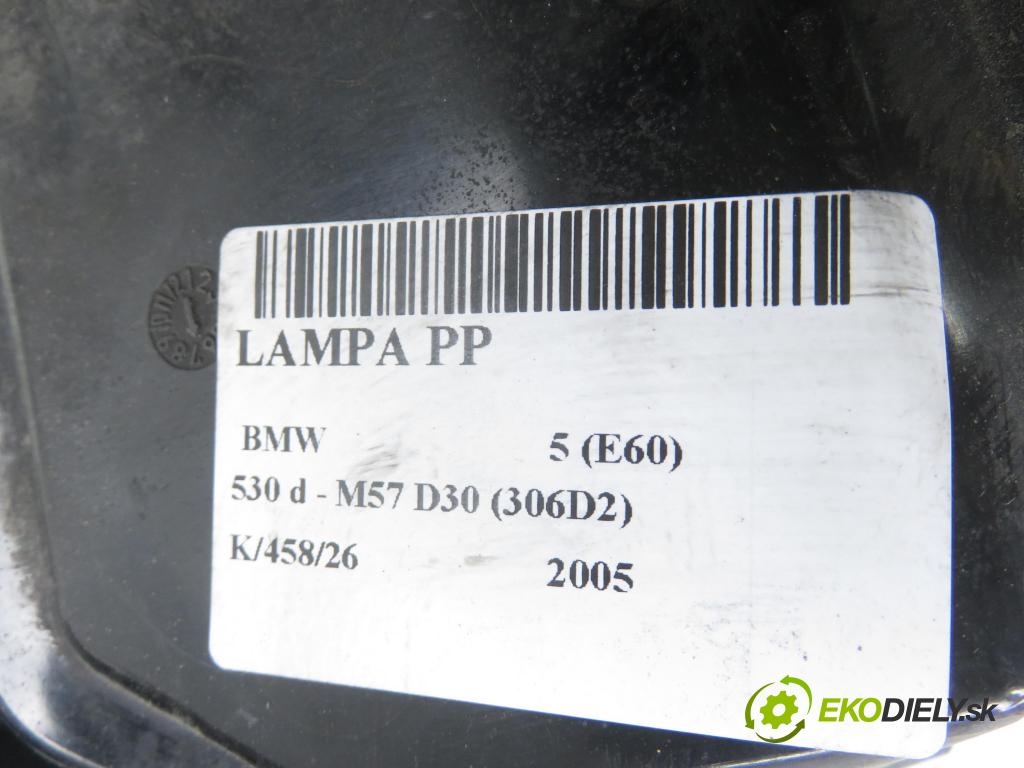 LAMPA PP
BMW 5 (E60)
530 d - M57 D30 (306D2)
K/458/26 2005
EKODIELY.sk